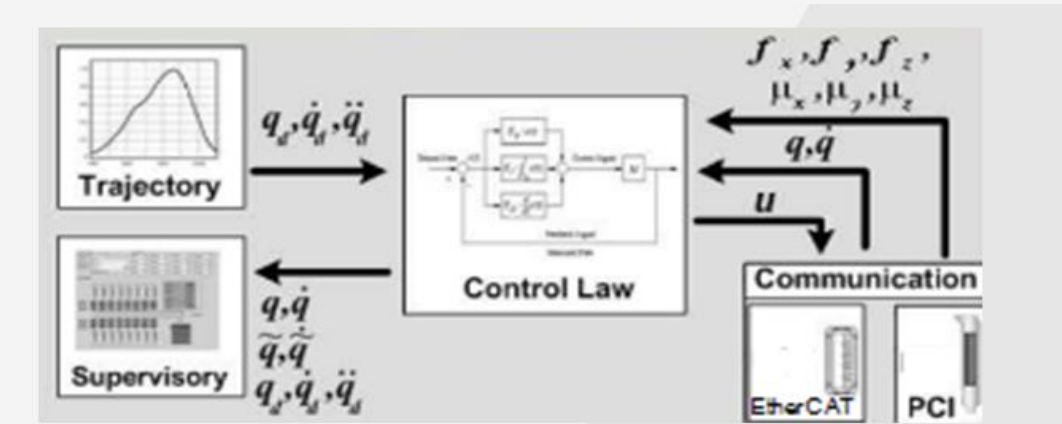 Trajectory
q_d, q̇_d, q̈_d
Supervisory
q, q̇
q̃, q̃̇
q_d, q̇_d, q̈_d
Control Law
f_x, f_y, f_z,
μ_x, μ_y, μ_z
q, q̇
u
Communication
EtherCAT
PCI